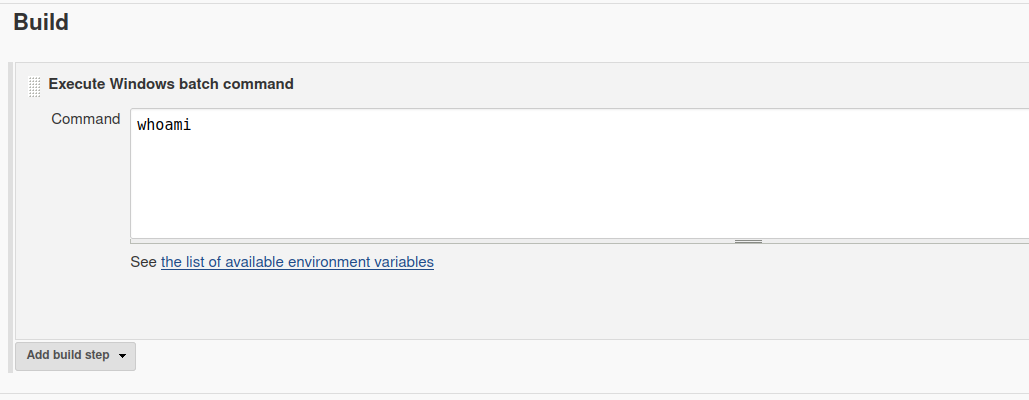 Build
Execute Windows batch command
Command
whoami
See the list of available environment variables
Add build step